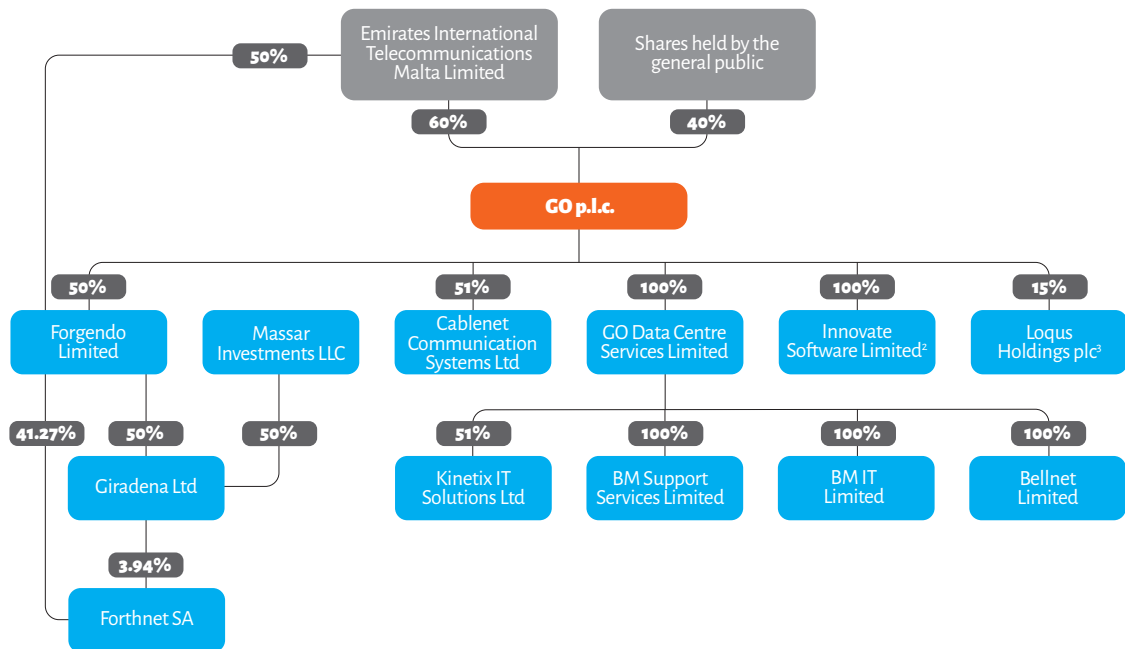 Emirates International
Telecommunications
Malta Limited
Shares held by the
general public
50%
60%
40%
GO p.l.c.
50%
51%
100%
100%
15%
Forgendo
Limited
Massar
Investments LLC
Cablenet
Communication
Systems Ltd
GO Data Centre
Services Limited
Innovate
Software Limited²
Loqus
Holdings plc³
41.27%
50%
50%
51%
100%
100%
100%
Giradena Ltd
Kinetix IT
Solutions Ltd
BM Support
Services Limited
BM IT
Limited
Bellnet
Limited
3.94%
Forthnet SA